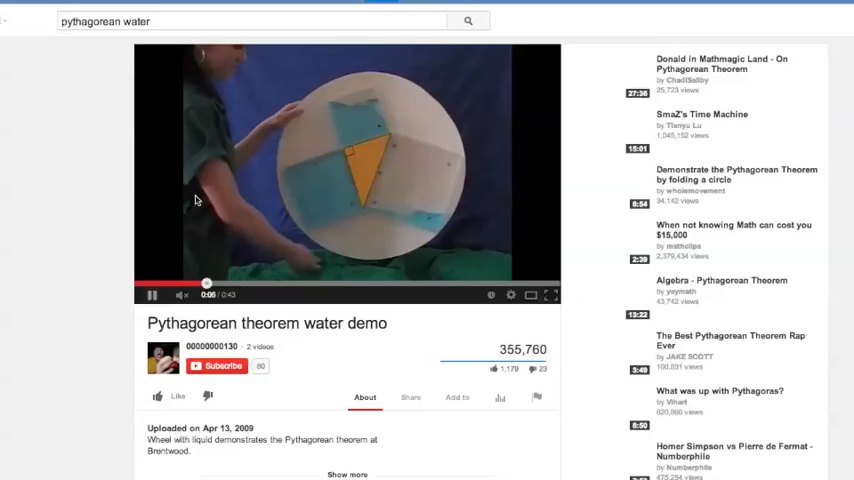 pythagorean water
0:06 / 0:43
Pythagorean theorem water demo
00000000130 · 2 videos
Subscribe 80
355,760
1,179 23
Like
About Share Add to
Uploaded on Apr 13, 2009
Wheel with liquid demonstrates the Pythagorean theorem at
Brentwood.
Show more
Donald in Mathmagic Land - On
Pythagorean Theorem
by ChadiSaliby
25,723 views
27:36
SmaZ's Time Machine
by Tianyu Lu
1,045,152 views
15:01
Demonstrate the Pythagorean Theorem
by folding a circle
by wholemovement
34,142 views
6:54
When not knowing Math can cost you
$15,000
by matholipe
2,379,434 views
2:39
Algebra - Pythagorean Theorem
by yaymath
43,742 views
13:22
The Best Pythagorean Theorem Rap
Ever
by JAKE SCOTT
100,831 views
3:49
What was up with Pythagoras?
by Vihart
820,866 views
8:50
Homer Simpson vs Pierre de Fermat -
Numberphile
by Numberphile
475,254 views